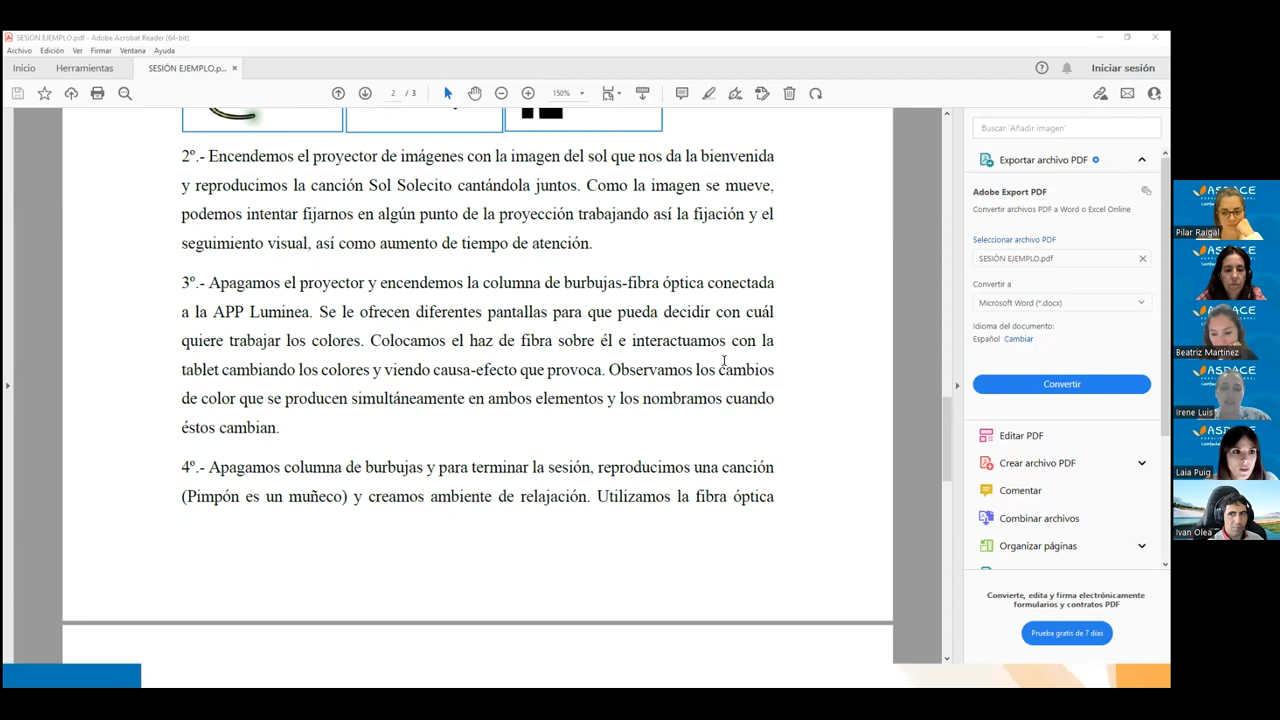 SESIÓN EJEMPLO.pdf - Adobe Acrobat Reader (64-bit)
Archivo Edición Ver Firmar Ventana Ayuda
Inicio Herramientas SESIÓN EJEMPLO.p... × Iniciar sesión
2 / 3 150%
2º.- Encendemos el proyector de imágenes con la imagen del sol que nos da la bienvenida
y reproducimos la canción Sol Solecito cantándola juntos. Como la imagen se mueve,
podemos intentar fijarnos en algún punto de la proyección trabajando así la fijación y el
seguimiento visual, así como aumento de tiempo de atención.
3º.- Apagamos el proyector y encendemos la columna de burbujas-fibra óptica conectada
a la APP Luminea. Se le ofrecen diferentes pantallas para que pueda decidir con cuál
quiere trabajar los colores. Colocamos el haz de fibra sobre él e interactuamos con la
tablet cambiando los colores y viendo causa-efecto que provoca. Observamos los cambios
de color que se producen simultáneamente en ambos elementos y los nombramos cuando
éstos cambian.
4º.- Apagamos columna de burbujas y para terminar la sesión, reproducimos una canción
(Pimpón es un muñeco) y creamos ambiente de relajación. Utilizamos la fibra óptica
Buscar 'Añadir imagen'
Exportar archivo PDF
Adobe Export PDF
Convertir archivos PDF a Word o Excel Online
Seleccionar archivo PDF
SESIÓN EJEMPLO.pdf
Convertir a
Microsoft Word (*.docx)
Idioma del documento:
Español Cambiar
Convertir
Editar PDF
Crear archivo PDF
Comentar
Combinar archivos
Organizar páginas
Convierte, edita y firma electrónicamente
formularios y contratos PDF
Prueba gratis de 7 días
ASPACE
Pilar Raigal
ASPACE
ASPACE
Beatriz Martinez
ASPACE
Irene Luis
ASPACE
Laia Puig
Ivan Olea